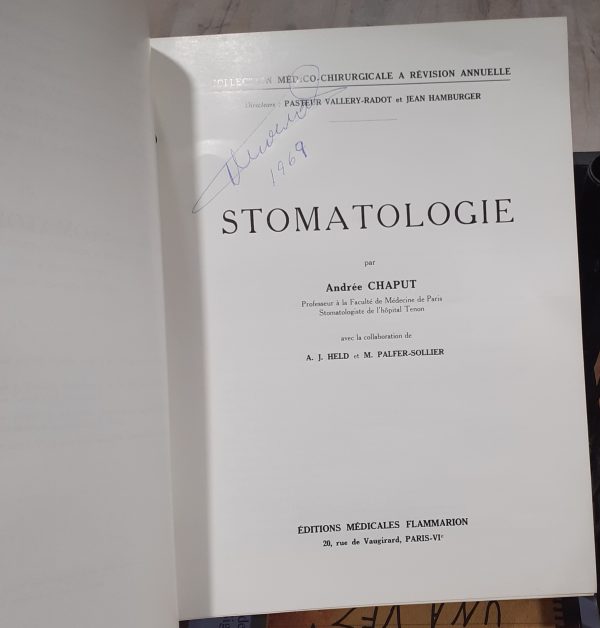 COLLECTION MÉDICO-CHIRURGICALE A RÉVISION ANNUELLE
Directeurs : PASTEUR VALLERY-RADOT et JEAN HAMBURGER
1969
STOMATOLOGIE
par
Andrée CHAPUT
Professeur à la Faculté de Médecine de Paris
Stomatologiste de l'hôpital Tenon
avec la collaboration de
A. J. HELD et M. PALFER-SOLLIER
ÉDITIONS MÉDICALES FLAMMARION
20, rue de Vaugirard, PARIS-VIᵉ
UNA